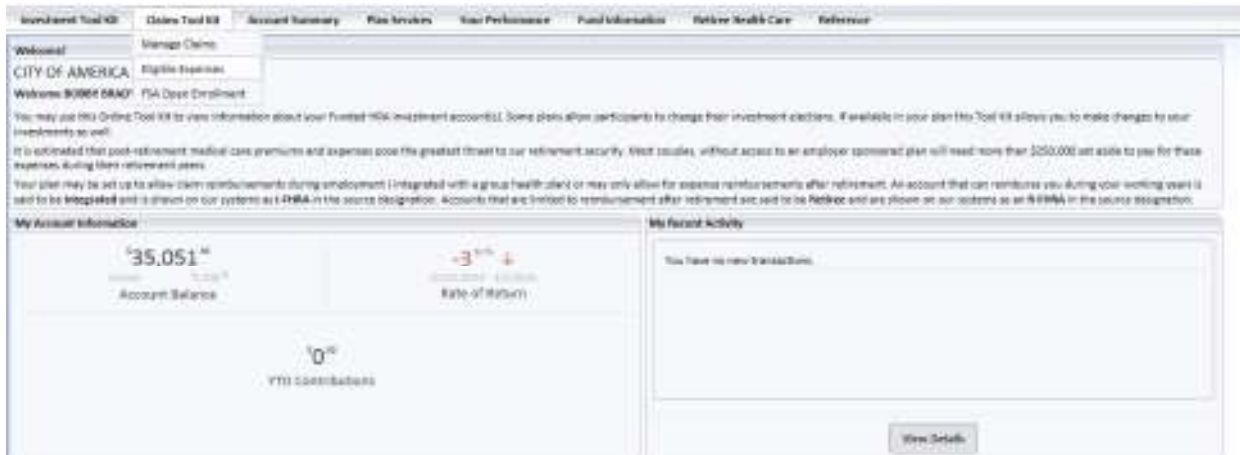 Investment Tool Kit Claims Tool Kit Account Summary Plan Services Your Performance Fund Information Retiree Health Care Reference
Manage Claims
Eligible Expenses
FSA Open Enrollment
Welcome!
CITY OF AMERICA
Welcome BOBBY BRADY
You may use this Online Tool Kit to view information about your Funded HRA investment account(s). Some plans allow participants to change their investment elections. If available in your plan this Tool Kit allows you to make changes to your
investments as well.
It is estimated that post-retirement medical care premiums and expenses pose the greatest threat to our retirement security. Most couples, without access to an employer sponsored plan will need more than $250,000 set aside to pay for these
expenses during their retirement years.
Your plan may be set up to allow claim reimbursements during employment (integrated with a group health plan) or may only allow for expense reimbursements after retirement. An account that can reimburse you during your working years is
said to be Integrated and is shown on our systems as I-FHRA in the source designation. Accounts that are limited to reimbursement after retirement are said to be Retiree and are shown on our systems as an R-FHRA in the source designation.
My Account Information
$35,051
Account Balance
-3 ↓
Rate of Return
$0
YTD Contributions
My Recent Activity
You have no new transactions.
View Details